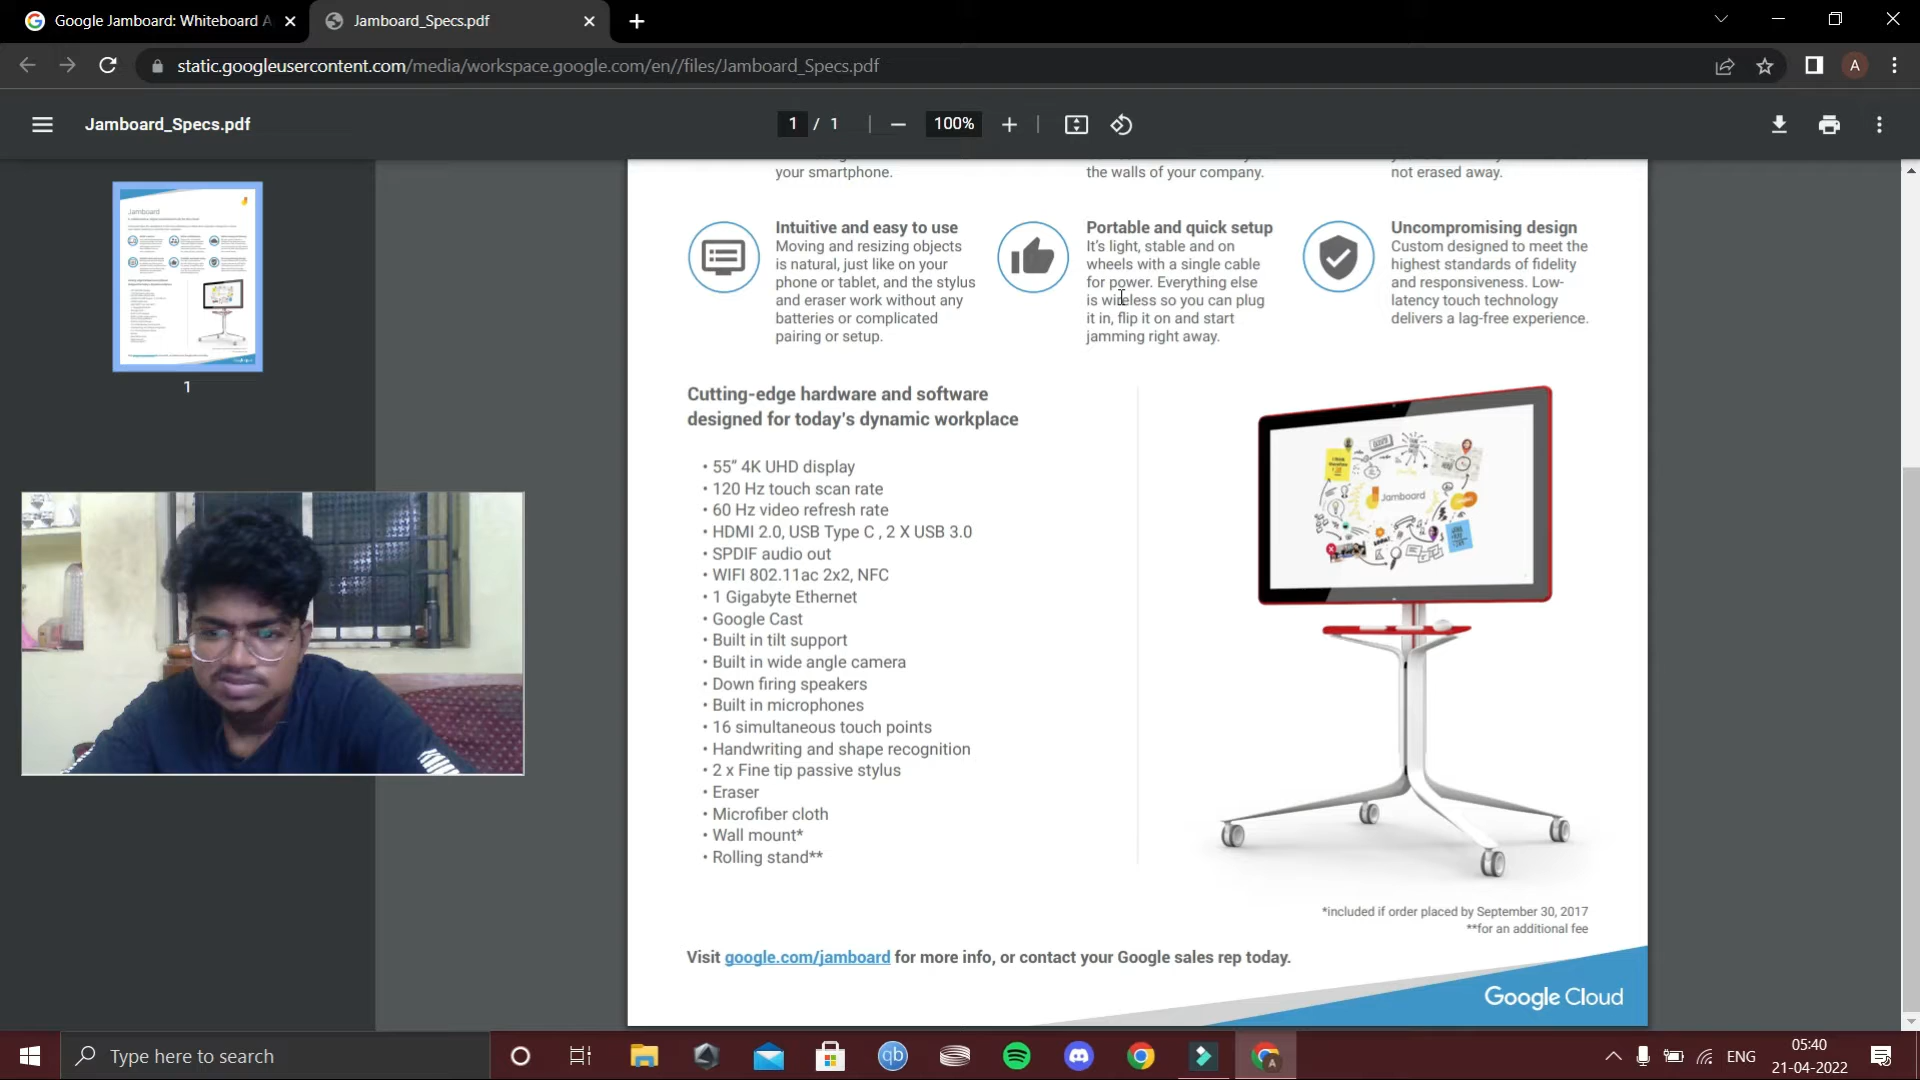 Google Jamboard: Whiteboard A
Jamboard_Specs.pdf
static.googleusercontent.com/media/workspace.google.com/en//files/Jamboard_Specs.pdf
A
Jamboard_Specs.pdf
1 / 1
100%
1
your smartphone.
the walls of your company.
not erased away.
Intuitive and easy to use
Moving and resizing objects
is natural, just like on your
phone or tablet, and the stylus
and eraser work without any
batteries or complicated
pairing or setup.
Portable and quick setup
It's light, stable and on
wheels with a single cable
for power. Everything else
is wireless so you can plug
it in, flip it on and start
jamming right away.
Uncompromising design
Custom designed to meet the
highest standards of fidelity
and responsiveness. Low-
latency touch technology
delivers a lag-free experience.
Cutting-edge hardware and software
designed for today's dynamic workplace
• 55” 4K UHD display
• 120 Hz touch scan rate
• 60 Hz video refresh rate
• HDMI 2.0, USB Type C , 2 X USB 3.0
• SPDIF audio out
• WIFI 802.11ac 2x2, NFC
• 1 Gigabyte Ethernet
• Google Cast
• Built in tilt support
• Built in wide angle camera
• Down firing speakers
• Built in microphones
• 16 simultaneous touch points
• Handwriting and shape recognition
• 2 x Fine tip passive stylus
• Eraser
• Microfiber cloth
• Wall mount*
• Rolling stand**
Jamboard
*included if order placed by September 30, 2017
**for an additional fee
Visit google.com/jamboard for more info, or contact your Google sales rep today.
Google Cloud
Type here to search
qb
A
ENG
05:40
21-04-2022